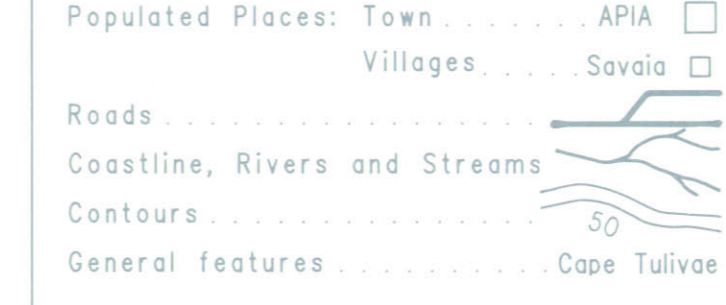 Populated Places: Town . . . . . . . APIA
Villages . . . . . Savaia
Roads . . . . . . . . . . . . . . . . .
Coastline, Rivers and Streams
Contours . . . . . . . . . . . . . . .
50
General features . . . . . . . . . . Cape Tulivae